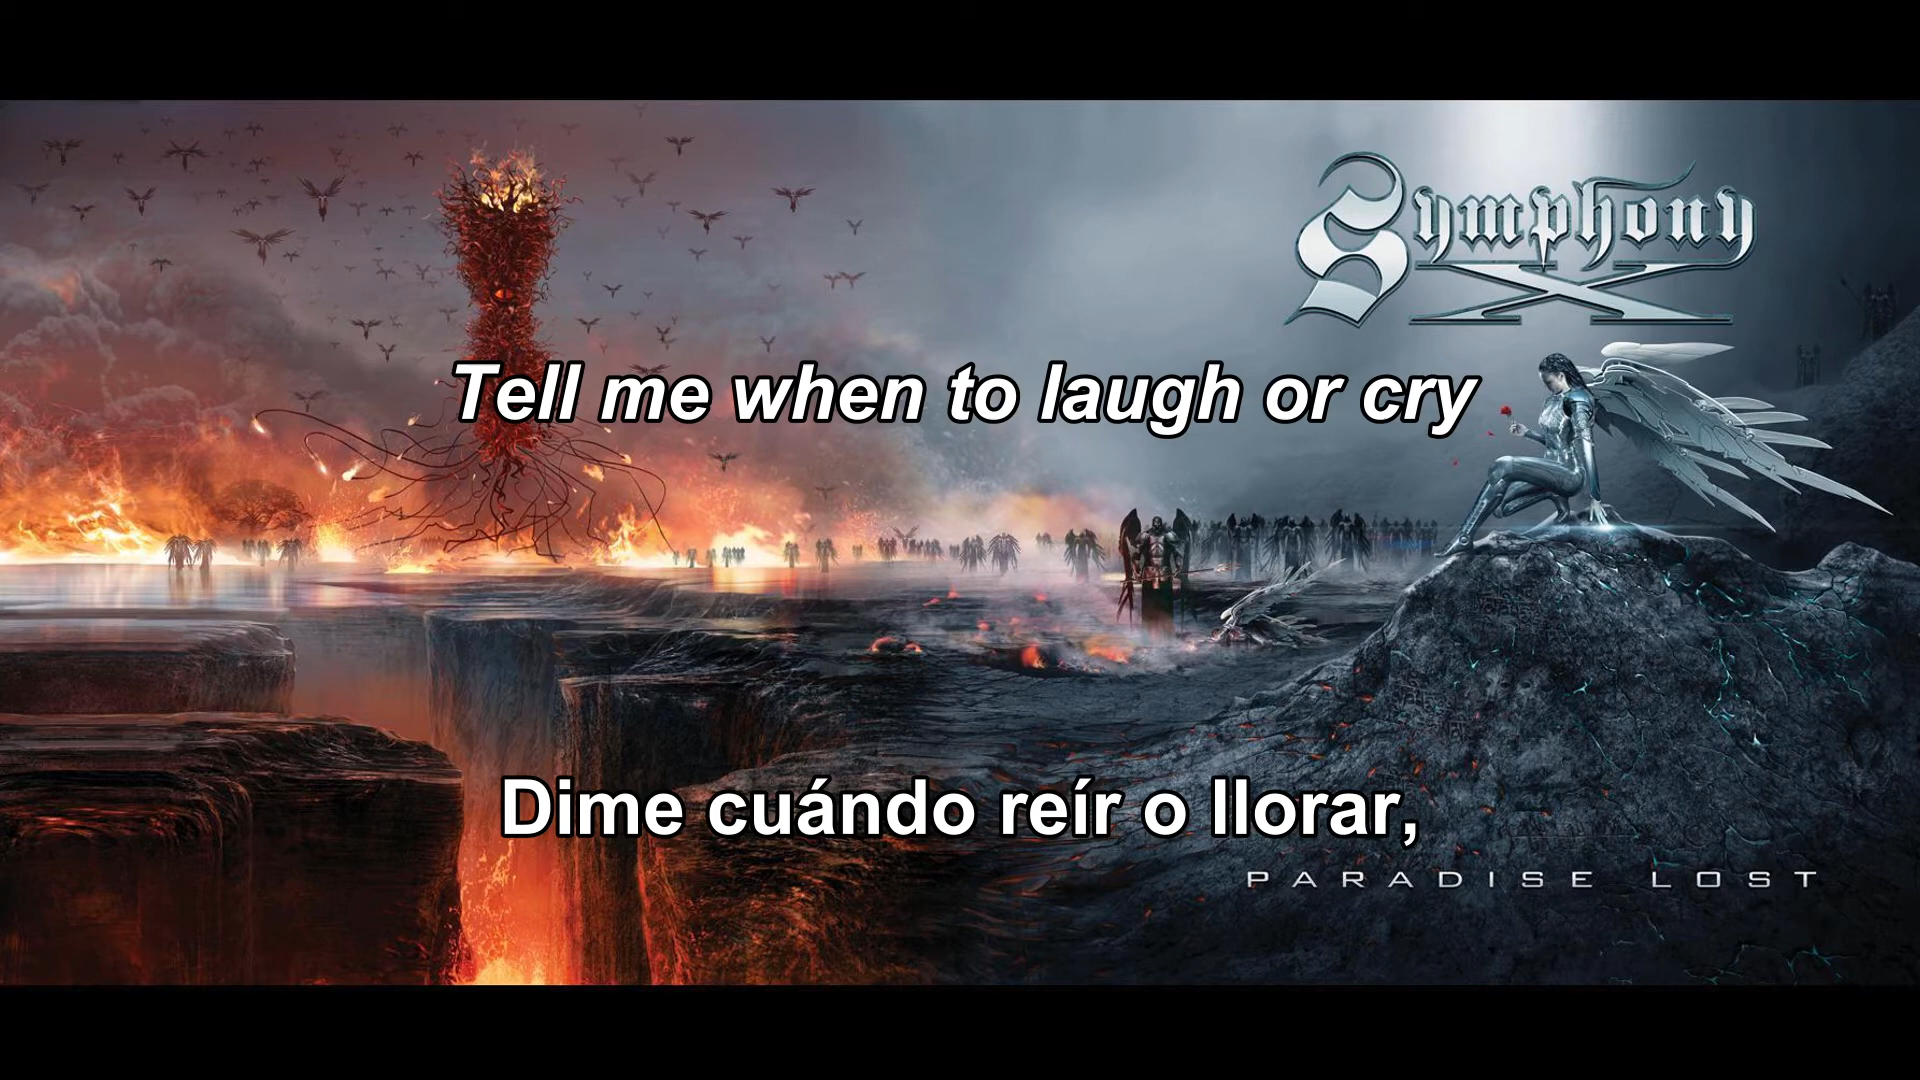 Symphony
X
Tell me when to laugh or cry
Dime cuándo reír o llorar,
PARADISE LOST